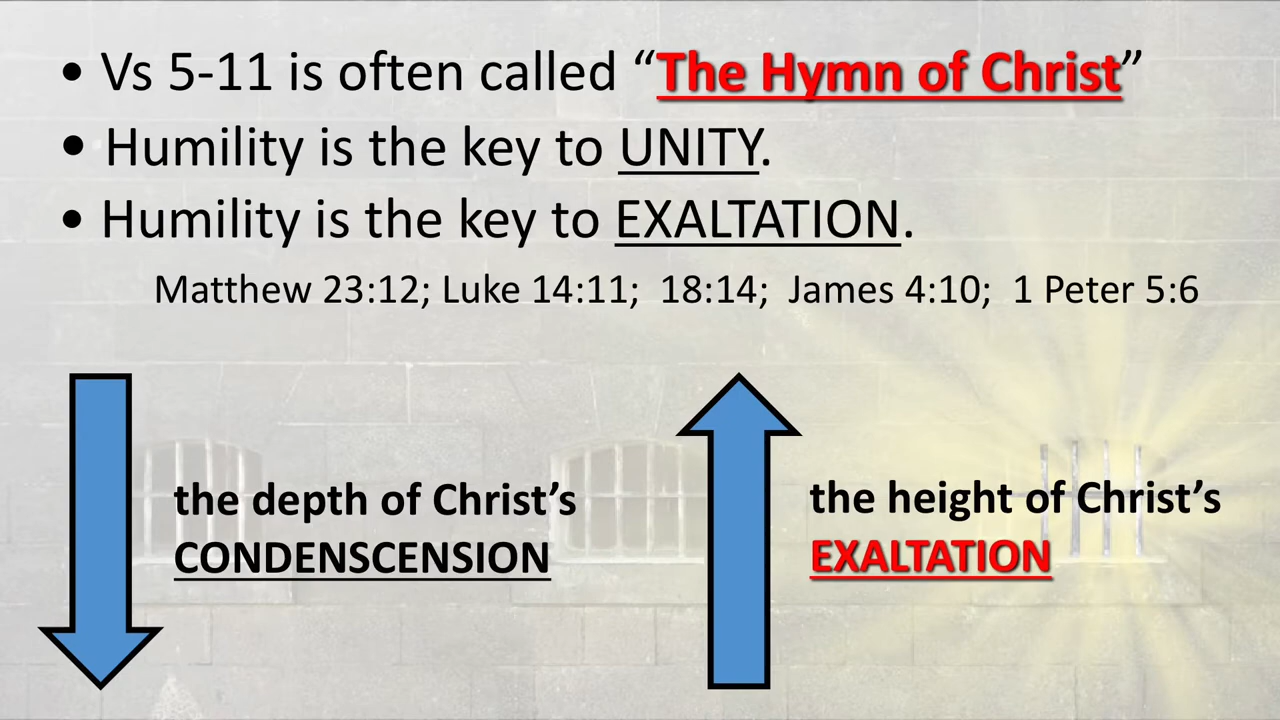 • Vs 5-11 is often called “The Hymn of Christ”
• Humility is the key to UNITY.
• Humility is the key to EXALTATION.
Matthew 23:12; Luke 14:11; 18:14; James 4:10; 1 Peter 5:6
the depth of Christ’s
CONDENSCENSION
the height of Christ’s
EXALTATION